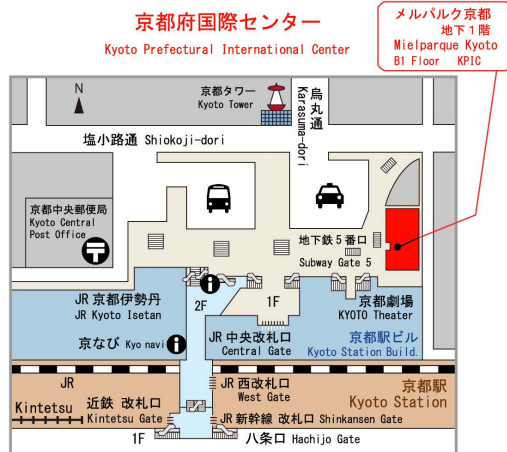 京都府国際センター
Kyoto Prefectural International Center
メルパルク京都
地下1階
Mielparque Kyoto
B1 Floor KPIC
N
京都タワー
Kyoto Tower
烏丸通
Karasuma-dori
塩小路通 Shiokoji-dori
京都中央郵便局
Kyoto Central
Post Office
地下鉄5番口
Subway Gate 5
JR 京都伊勢丹
JR Kyoto Isetan
2F
1F
京都劇場
KYOTO Theater
京なび Kyo navi
JR 中央改札口
Central Gate
京都駅ビル
Kyoto Station Build.
JR
JR 西改札口
West Gate
京都駅
Kyoto Station
Kintetsu
近鉄 改札口
Kintetsu Gate
JR 新幹線 改札口 Shinkansen Gate
1F
八条口 Hachijo Gate